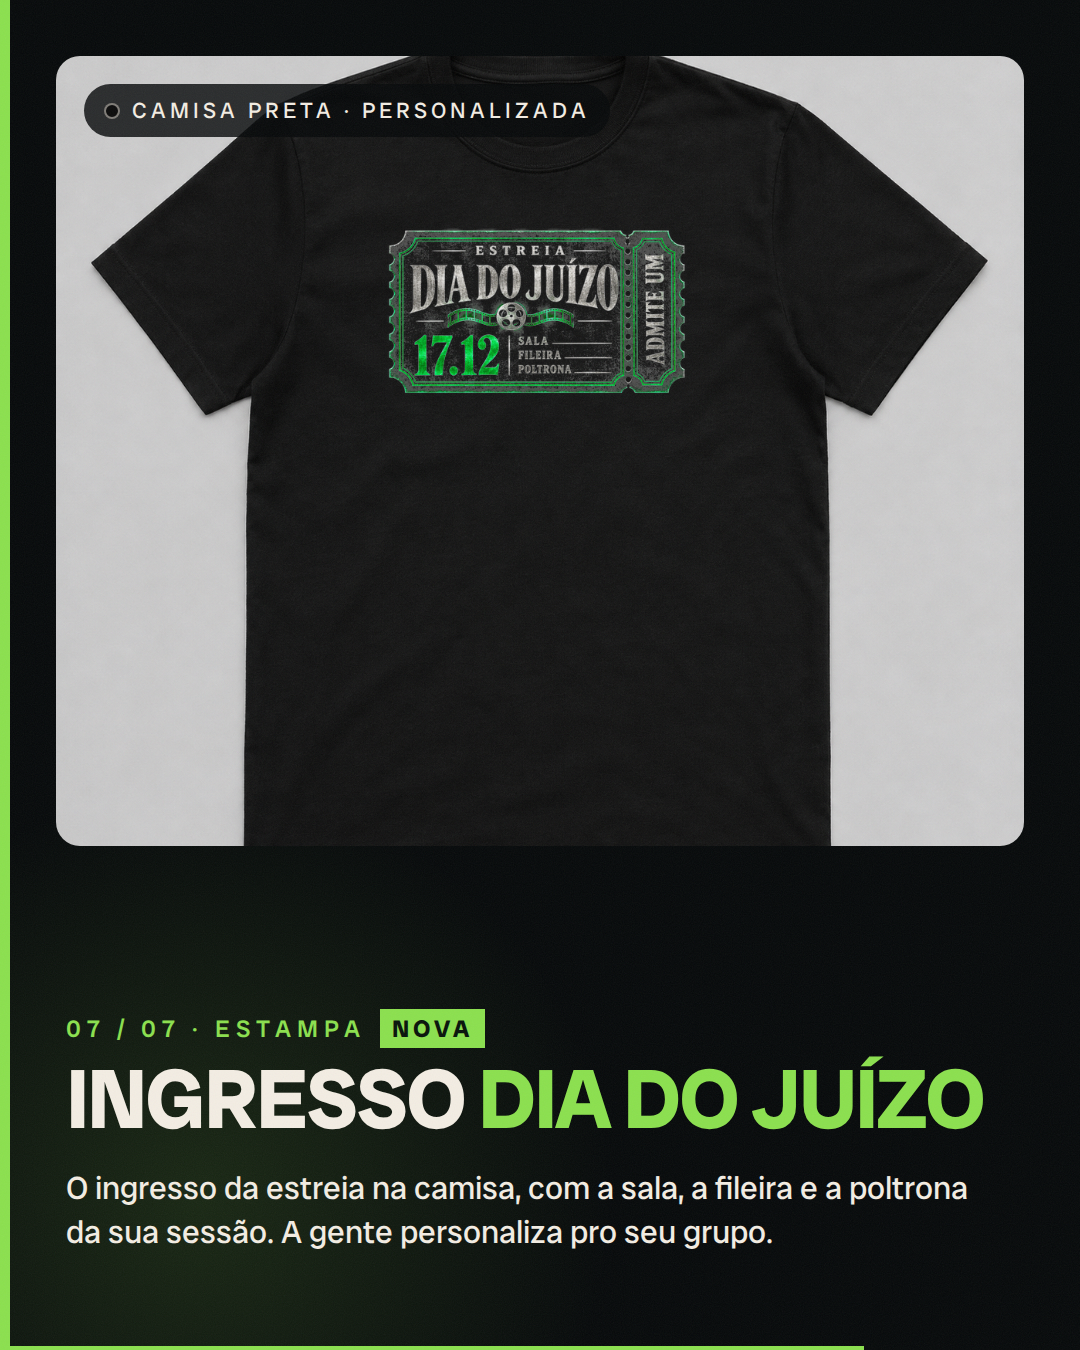 CAMISA PRETA · PERSONALIZADA
ESTREIA
DIA DO JUÍZO
17.12
SALA
FILEIRA
POLTRONA
ADMITE UM
07 / 07 · ESTAMPA NOVA
INGRESSO DIA DO JUÍZO
O ingresso da estreia na camisa, com a sala, a fileira e a poltrona
da sua sessão. A gente personaliza pro seu grupo.